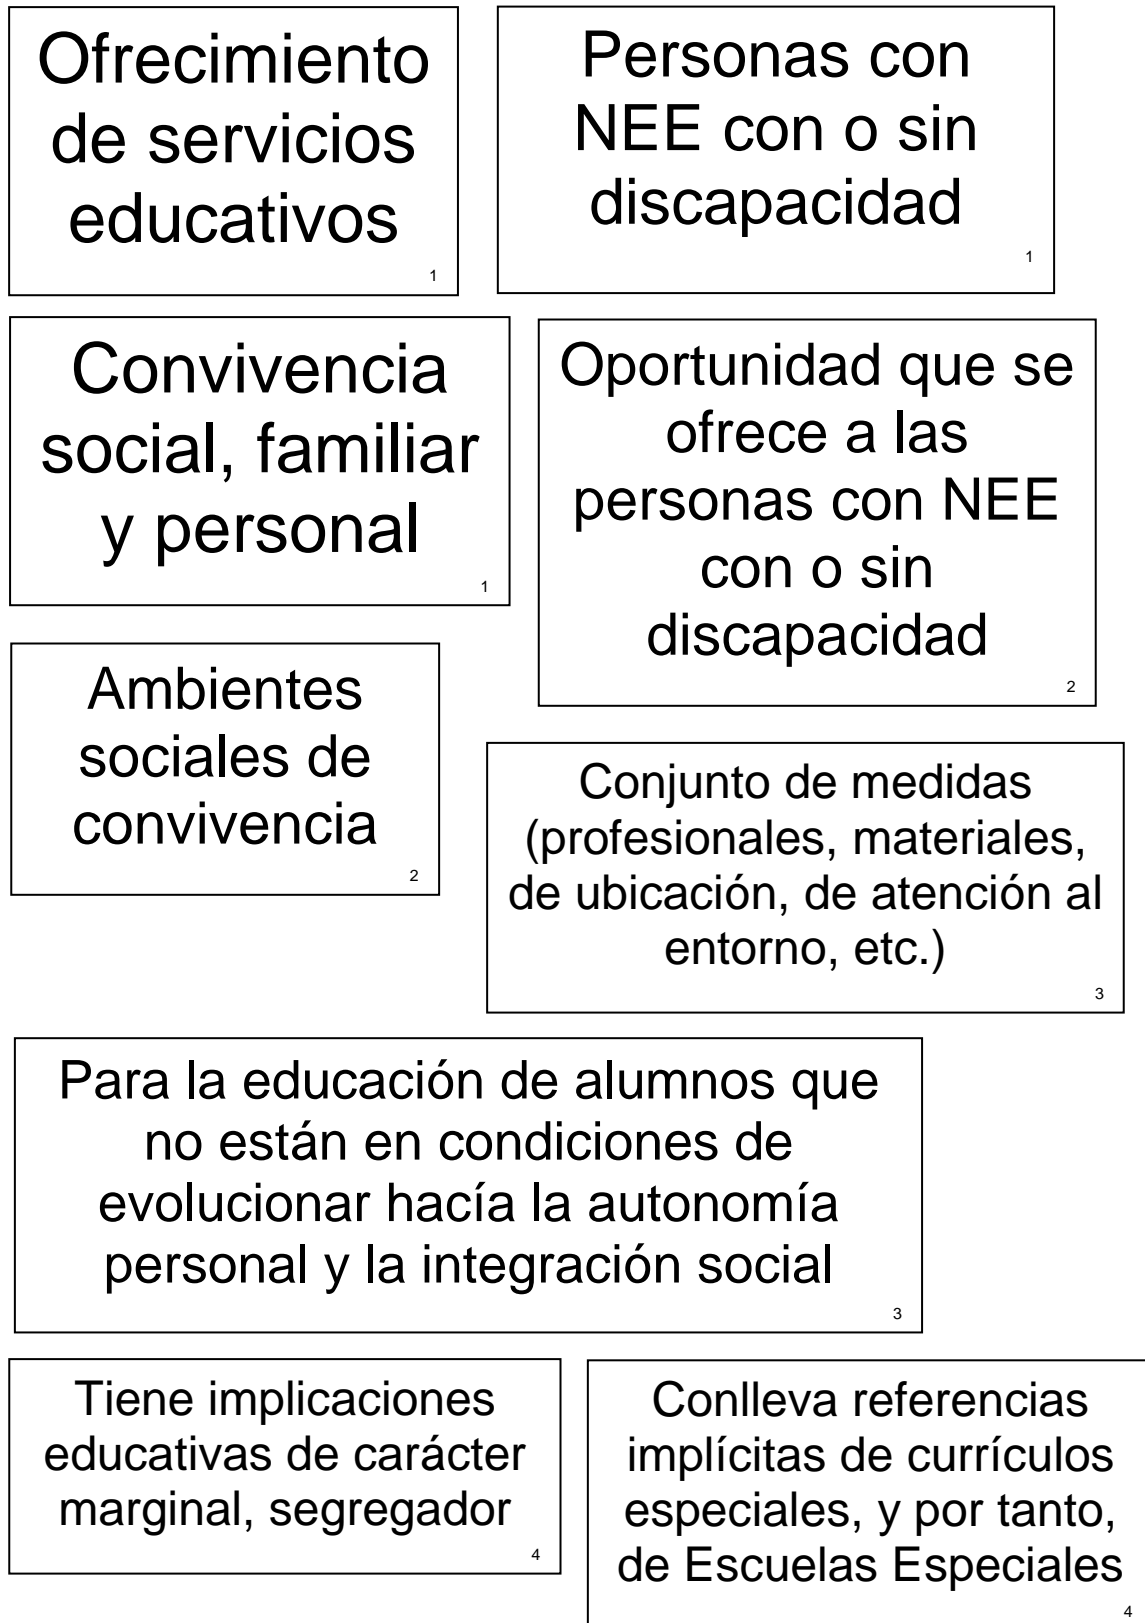 Ofrecimiento
de servicios
educativos
1
Personas con
NEE con o sin
discapacidad
1
Convivencia
social, familiar
y personal
1
Oportunidad que se
ofrece a las
personas con NEE
con o sin
discapacidad
2
Ambientes
sociales de
convivencia
2
Conjunto de medidas
(profesionales, materiales,
de ubicación, de atención al
entorno, etc.)
3
Para la educación de alumnos que
no están en condiciones de
evolucionar hacía la autonomía
personal y la integración social
3
Tiene implicaciones
educativas de carácter
marginal, segregador
4
Conlleva referencias
implícitas de currículos
especiales, y por tanto,
de Escuelas Especiales
4